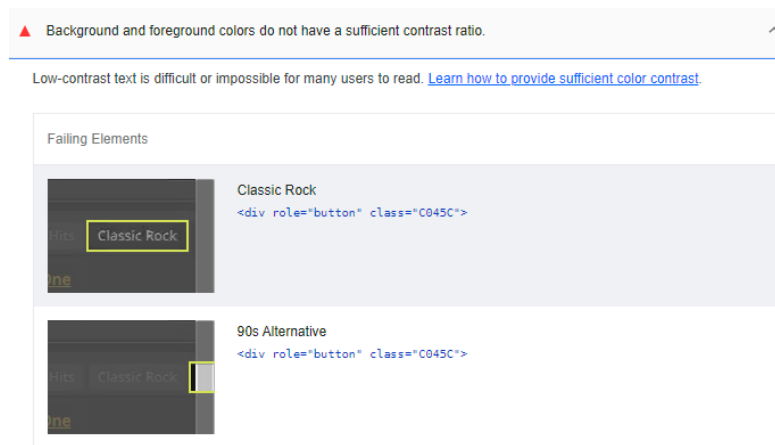 Background and foreground colors do not have a sufficient contrast ratio.
Low-contrast text is difficult or impossible for many users to read. Learn how to provide sufficient color contrast.
Failing Elements
Classic Rock
<div role="button" class="C045C">
Hits Classic Rock
One
90s Alternative
<div role="button" class="C045C">
Hits Classic Rock
One